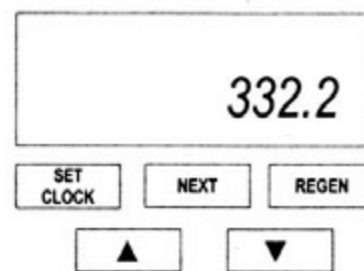 332.2
SET
CLOCK
NEXT
REGEN
▲
▼